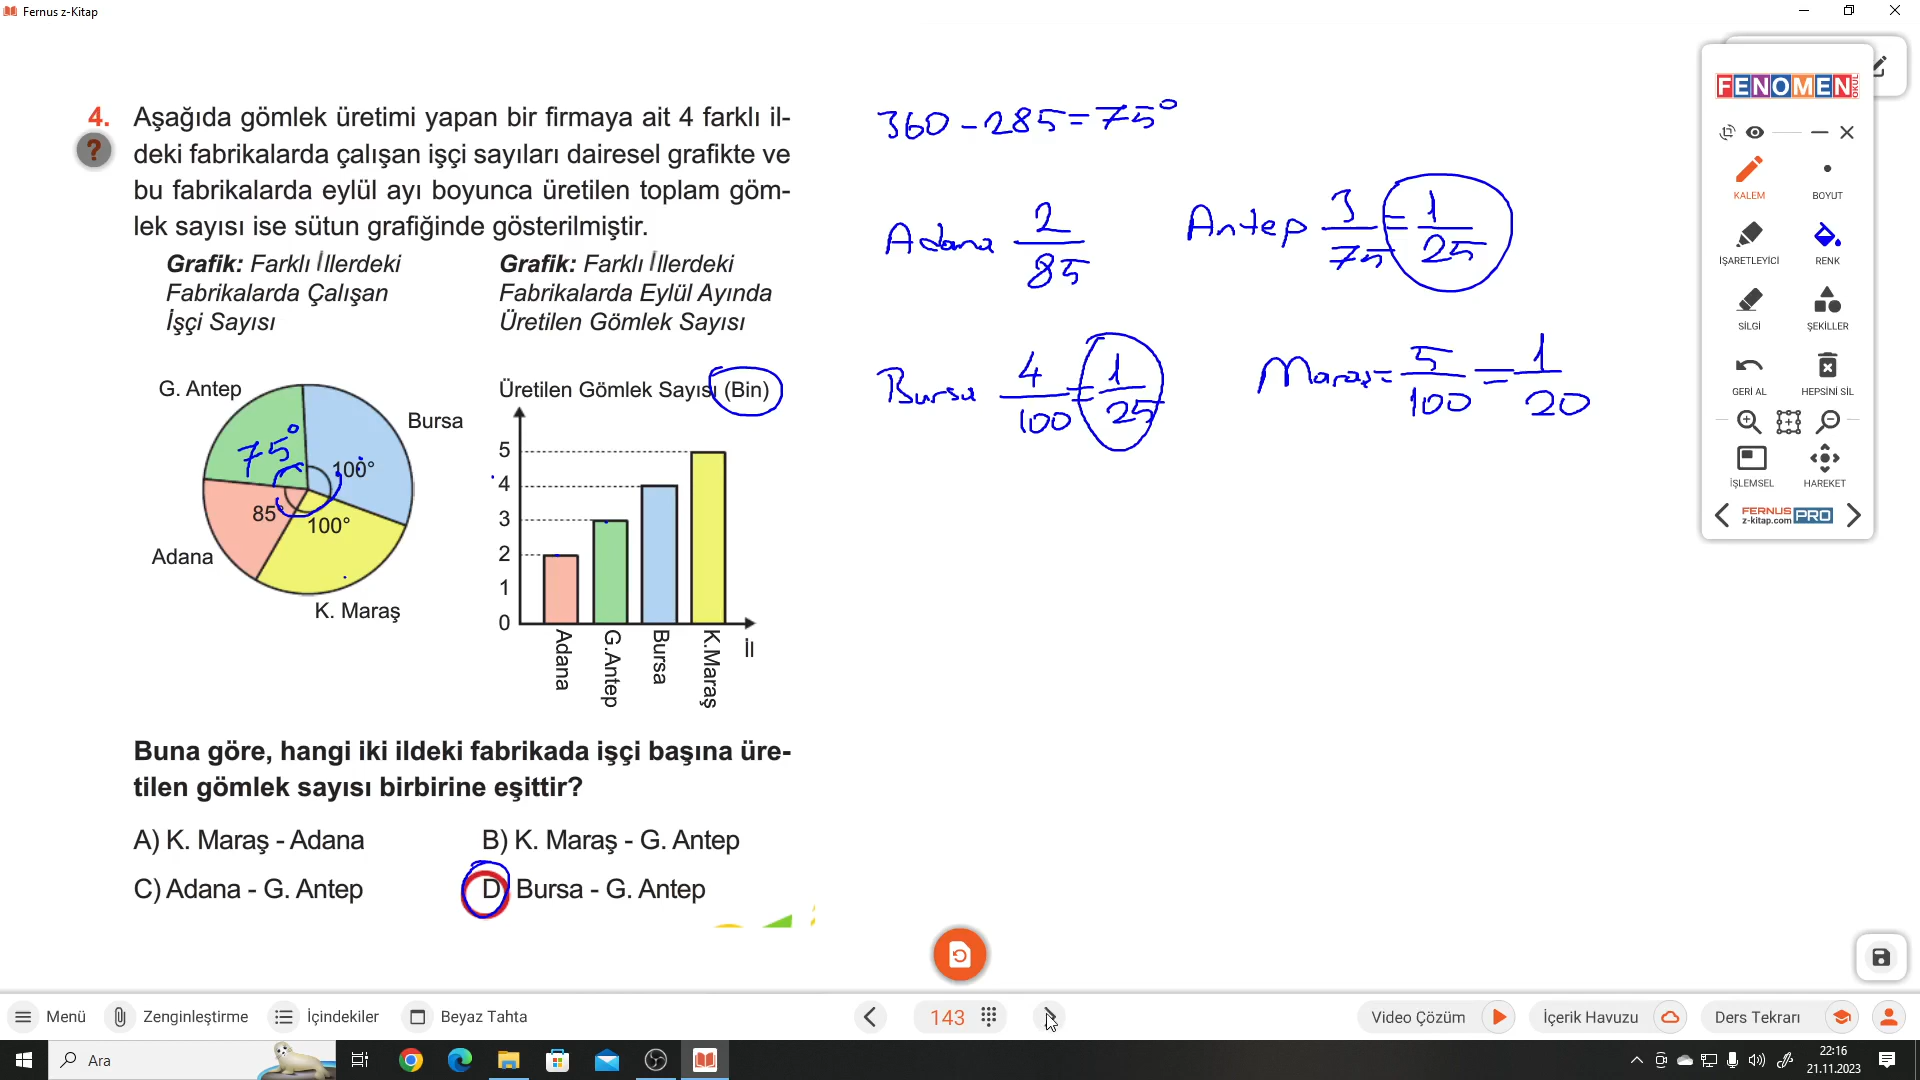 Fernus z-Kitap
4. Aşağıda gömlek üretimi yapan bir firmaya ait 4 farklı il-
? deki fabrikalarda çalışan işçi sayıları dairesel grafikte ve
bu fabrikalarda eylül ayı boyunca üretilen toplam göm-
lek sayısı ise sütun grafiğinde gösterilmiştir.
Grafik: Farklı İllerdeki
Fabrikalarda Çalışan
İşçi Sayısı
Grafik: Farklı İllerdeki
Fabrikalarda Eylül Ayında
Üretilen Gömlek Sayısı
G. Antep
Bursa
75°
100°
85°
100°
Adana
K. Maraş
Üretilen Gömlek Sayısı (Bin)
5
4
3
2
1
0
Adana
G.Antep
Bursa
K.Maraş
İl
Buna göre, hangi iki ildeki fabrikada işçi başına üre-
tilen gömlek sayısı birbirine eşittir?
A) K. Maraş - Adana
B) K. Maraş - G. Antep
C) Adana - G. Antep
D) Bursa - G. Antep
360 - 285 = 75°
Adana 2/85
Antep 3/75 = 1/25
Bursa 4/100 = 1/25
Maraş = 5/100 = 1/20
FENOMEN OKUL
KALEM
BOYUT
İŞARETLEYİCİ
RENK
SİLGİ
ŞEKİLLER
GERİ AL
HEPSİNİ SİL
İŞLEMSEL
HAREKET
FERNUS
z-kitap.com PRO
Menü
Zenginleştirme
İçindekiler
Beyaz Tahta
143
Video Çözüm
İçerik Havuzu
Ders Tekrarı
Ara
22:16
21.11.2023